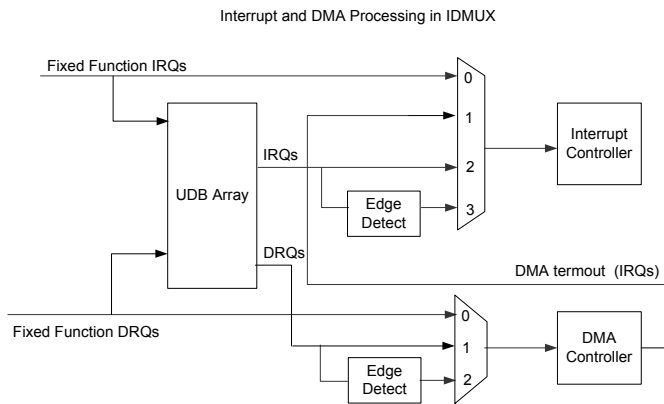 Interrupt and DMA Processing in IDMUX
Fixed Function IRQs
0
1
2
3
Interrupt
Controller
UDB Array
IRQs
Edge
Detect
DRQs
DMA termout (IRQs)
Fixed Function DRQs
0
1
2
Edge
Detect
DMA
Controller